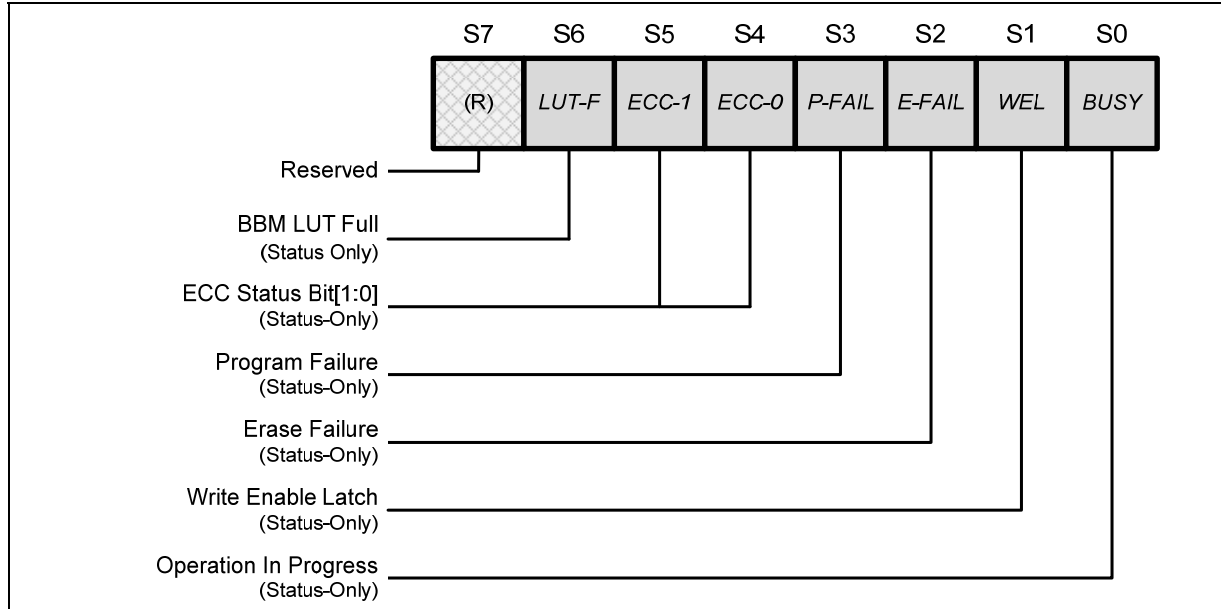 S7 S6 S5 S4 S3 S2 S1 S0
(R) LUT-F ECC-1 ECC-0 P-FAIL E-FAIL WEL BUSY
Reserved
BBM LUT Full
(Status Only)
ECC Status Bit[1:0]
(Status-Only)
Program Failure
(Status-Only)
Erase Failure
(Status-Only)
Write Enable Latch
(Status-Only)
Operation In Progress
(Status-Only)